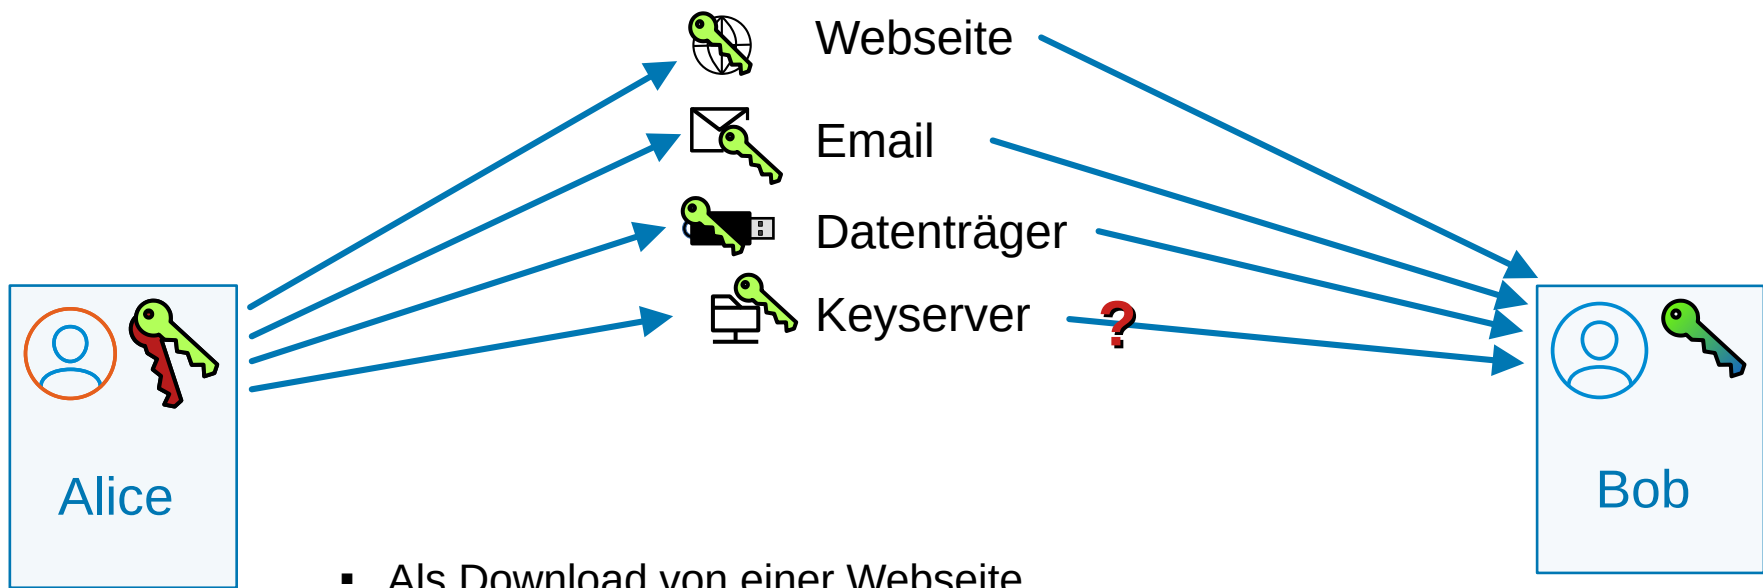 Webseite
Email
Datenträger
Keyserver
?
Alice
Bob
▪ Als Download von einer Webseite